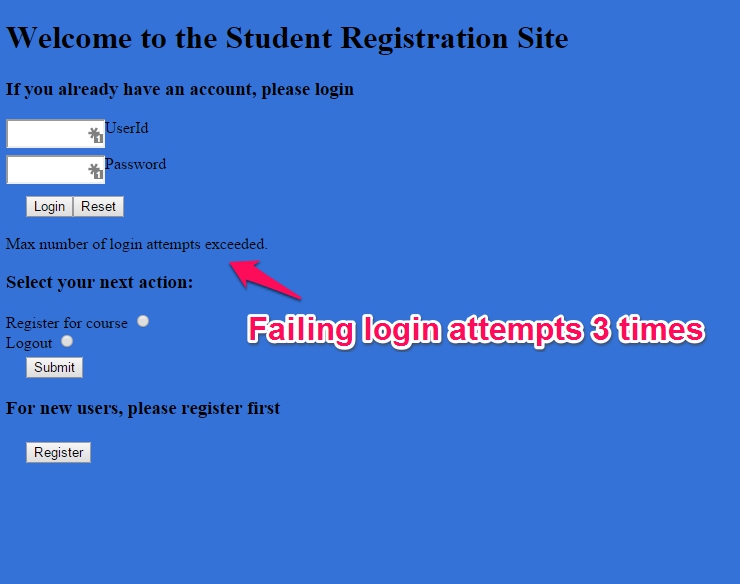 Welcome to the Student Registration Site
If you already have an account, please login
UserId
Password
Login Reset
Max number of login attempts exceeded.
Select your next action:
Register for course
Failing login attempts 3 times
Logout
Submit
For new users, please register first
Register